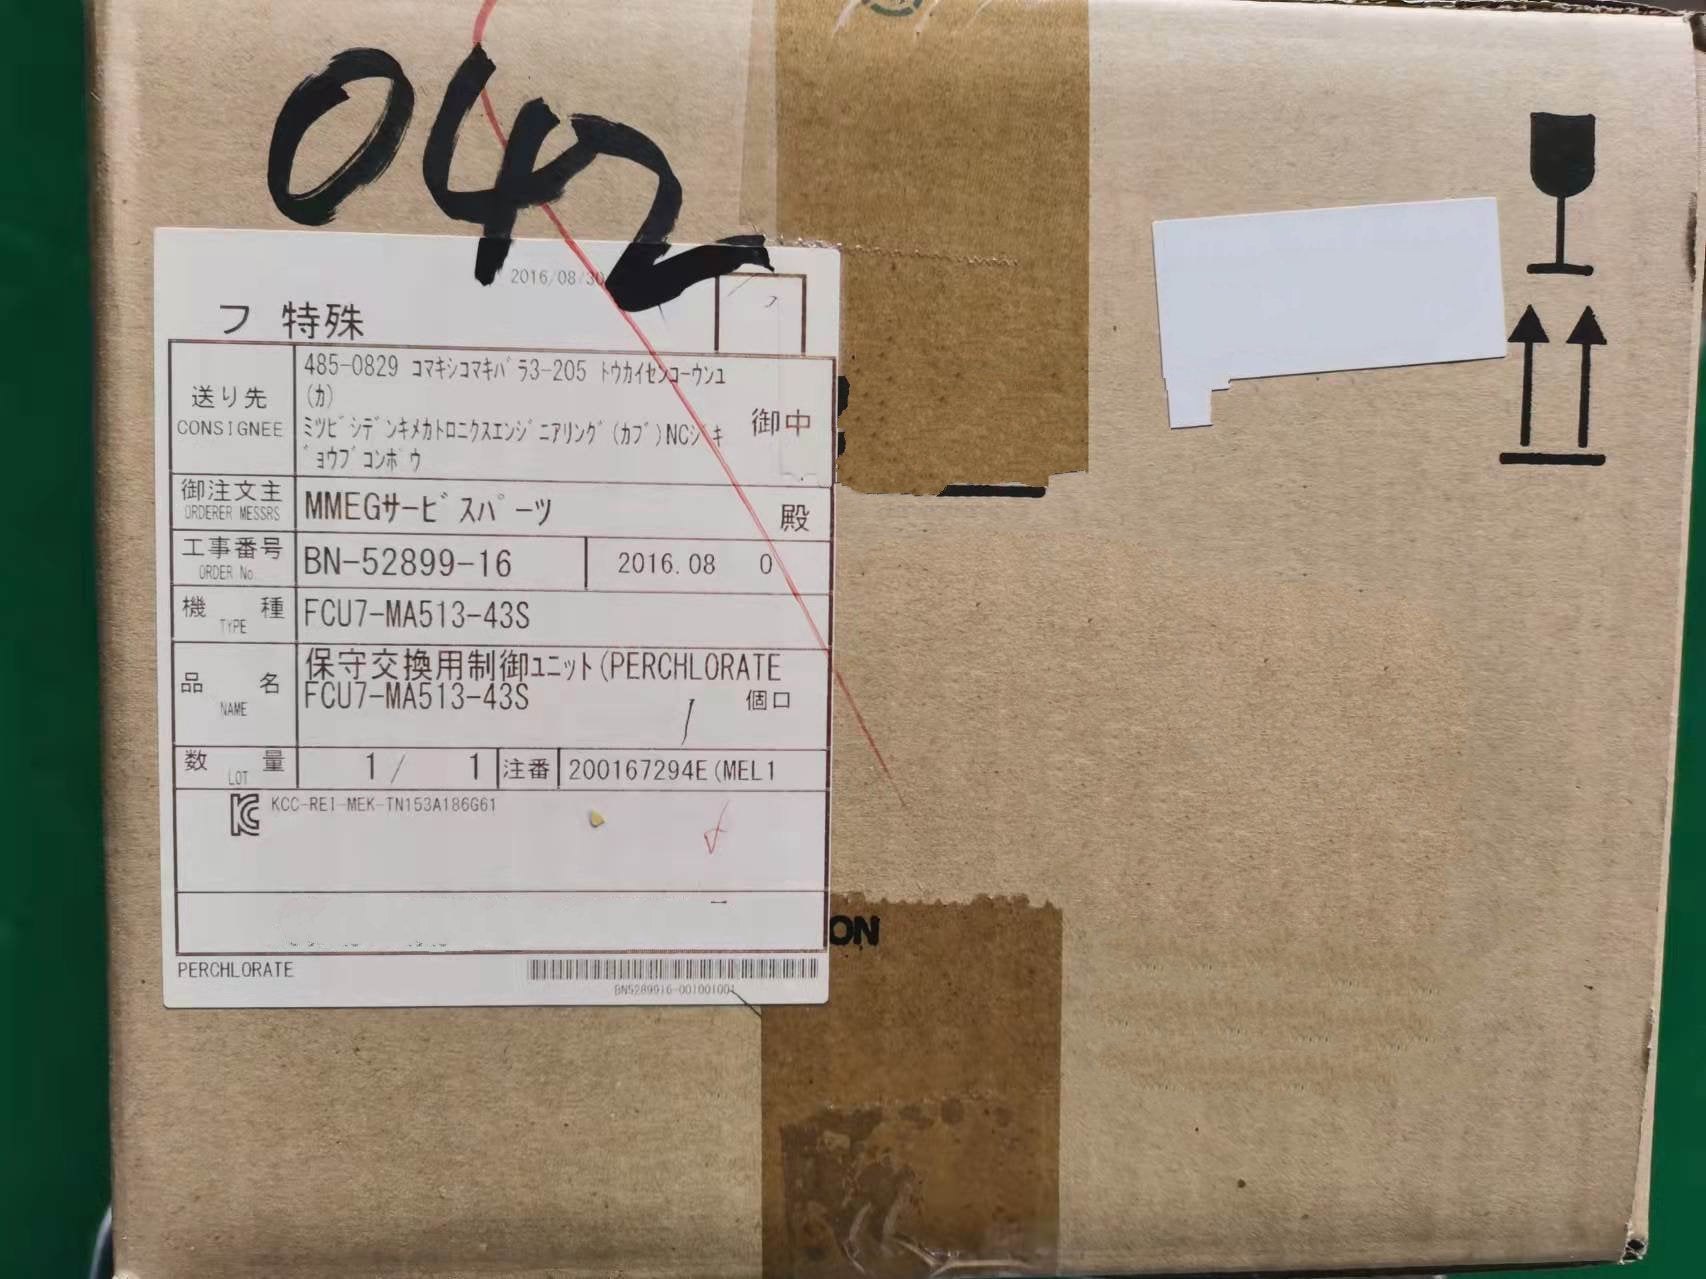 042
2016/08/30
フ 特殊
送り先
CONSIGNEE
485-0829 コマキシコマキバラ3-205 トウカイセンコーウンユ
(カ)
ミツビシデンキメカトロニクスエンジニアリング(カブ)NCジキ
ギョウブコンポウ
御中
御注文主
ORDERER MESSRS
MMEGサービスパーツ
殿
工事番号
ORDER No.
BN-52899-16
2016.08 0
機種
TYPE
FCU7-MA513-43S
品名
NAME
保守交換用制御ユニット(PERCHLORATE
FCU7-MA513-43S
1 個口
数量
LOT
1/ 1
注番
200167294E(MEL1
KC KCC-REI-MEK-TN153A186G61
ON
PERCHLORATE
BN5289916-001001001